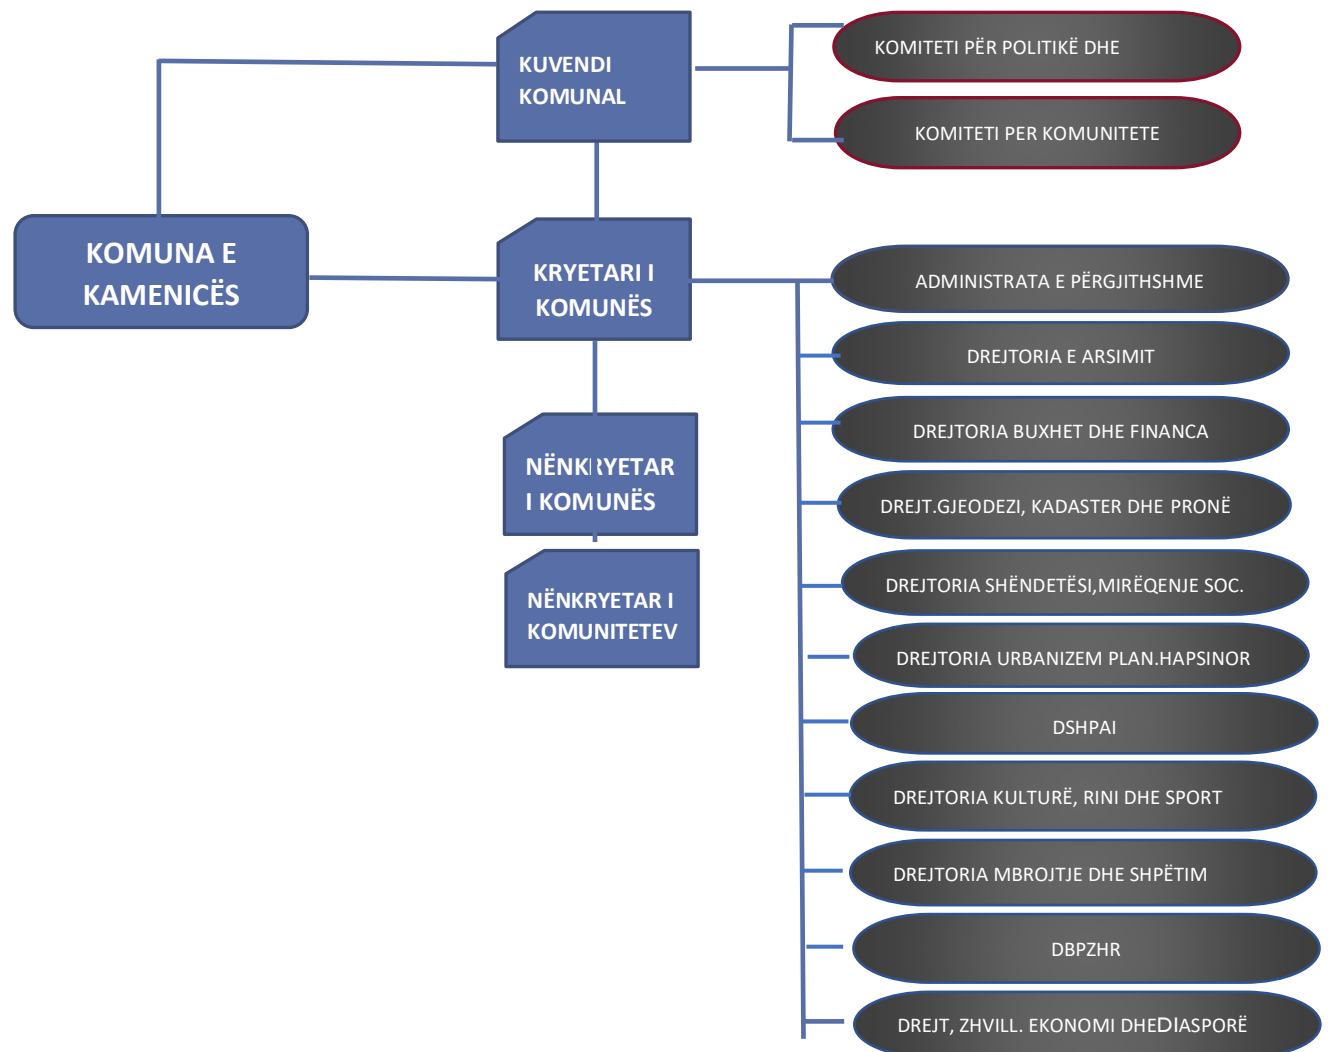 KUVENDI
KOMUNAL
KOMITETI PËR POLITIKË DHE
KOMITETI PER KOMUNITETE
KOMUNA E
KAMENICËS
KRYETARI I
KOMUNËS
NËNKRYETAR
I KOMUNËS
NËNKRYETAR I
KOMUNITETEV
ADMINISTRATA E PËRGJITHSHME
DREJTORIA E ARSIMIT
DREJTORIA BUXHET DHE FINANCA
DREJT.GJEODEZI, KADASTER DHE PRONË
DREJTORIA SHËNDETËSI,MIRËQENJE SOC.
DREJTORIA URBANIZEM PLAN.HAPSINOR
DSHPAI
DREJTORIA KULTURË, RINI DHE SPORT
DREJTORIA MBROJTJE DHE SHPËTIM
DBPZHR
DREJT, ZHVILL. EKONOMI DHEDIASPORË